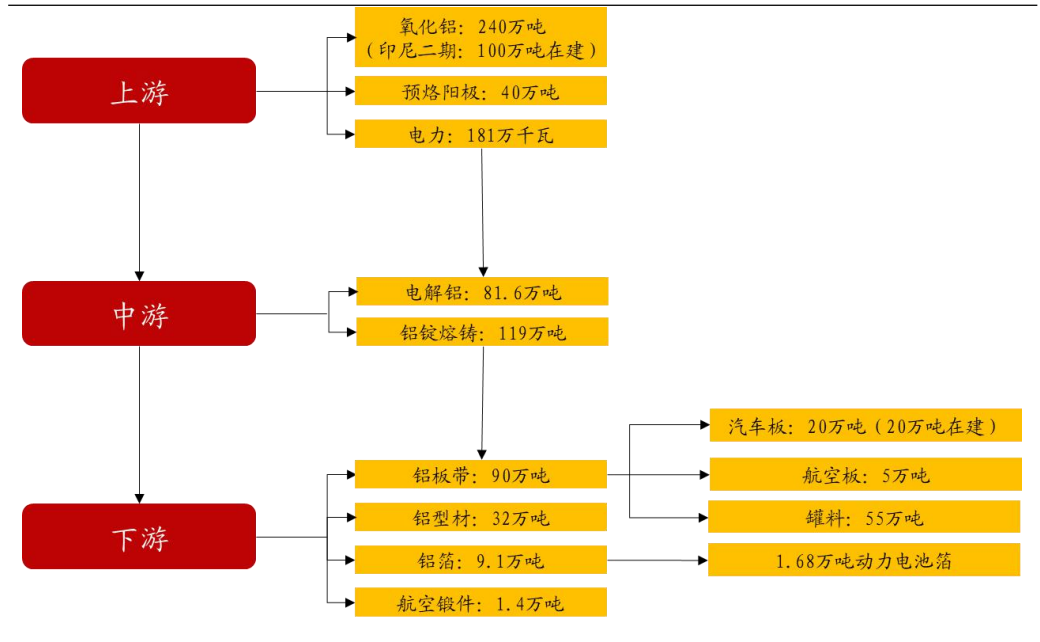 上游
氧化铝：240万吨
（印尼二期：100万吨在建）
预焙阳极：40万吨
电力：181万千瓦
中游
电解铝：81.6万吨
铝锭熔铸：119万吨
下游
铝板带：90万吨
铝型材：32万吨
铝箔：9.1万吨
航空锻件：1.4万吨
汽车板：20万吨（20万吨在建）
航空板：5万吨
罐料：55万吨
1.68万吨动力电池箔